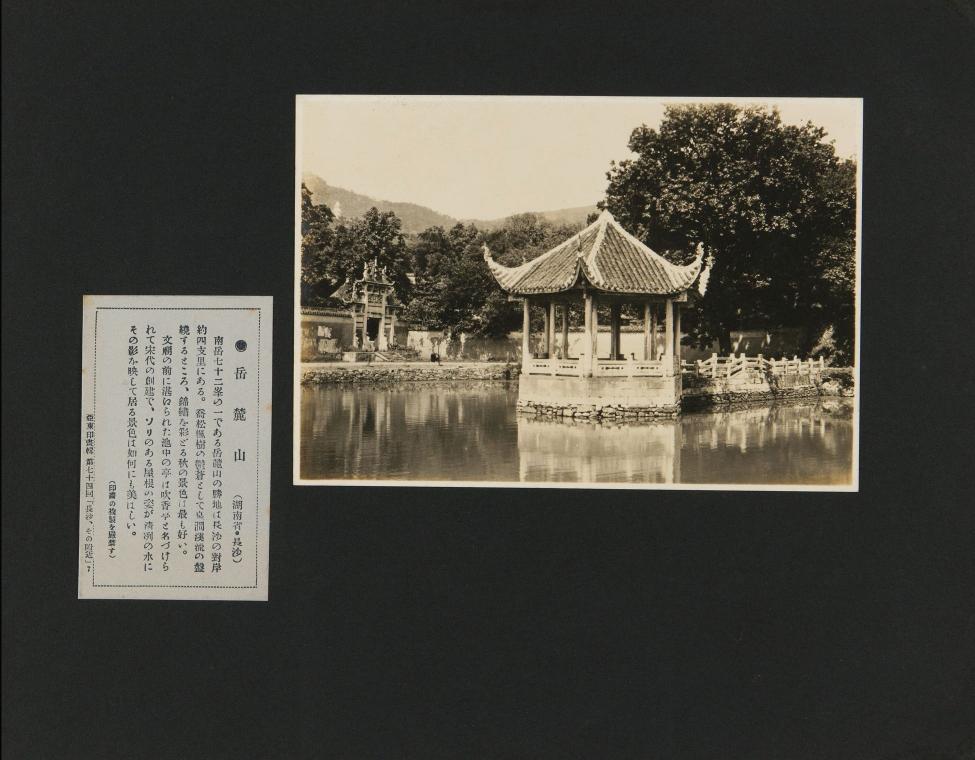 ●岳麓山（湖南省・長沙）
南岳七十二峯の一である岳麓山の勝地は長沙の對岸
約四支里にある。喬松楓樹の鬱蒼として泉澗溪流の盤
繞するところ、錦繡を彩どる秋の景色は最も好い。
文廟の前に湛へられた池中の亭は吹香亭と名づけら
れて宋代の創建で、ソリのある屋根の姿が淸冽の水に
その影を映して居る景色は如何にも美はしい。
（印畫の複製を嚴禁す）
亞東印畫輯 第七十四回「長沙、その附近」7